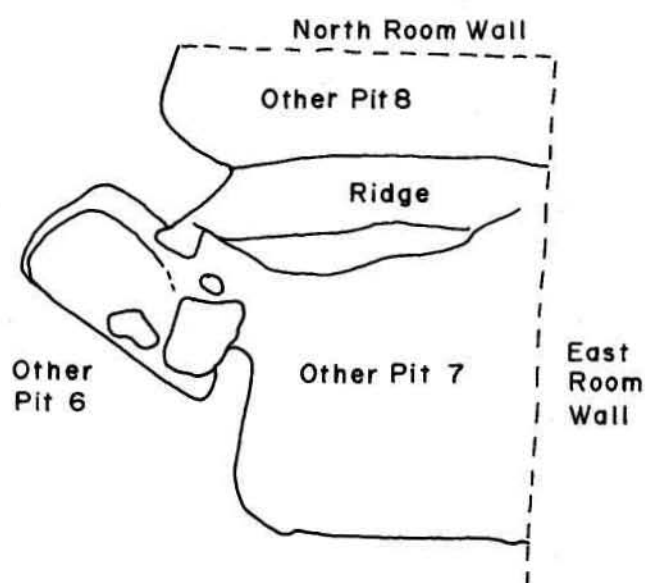 North Room Wall
Other Pit 8
Ridge
Other Pit 7
Other
Pit 6
East
Room
Wall